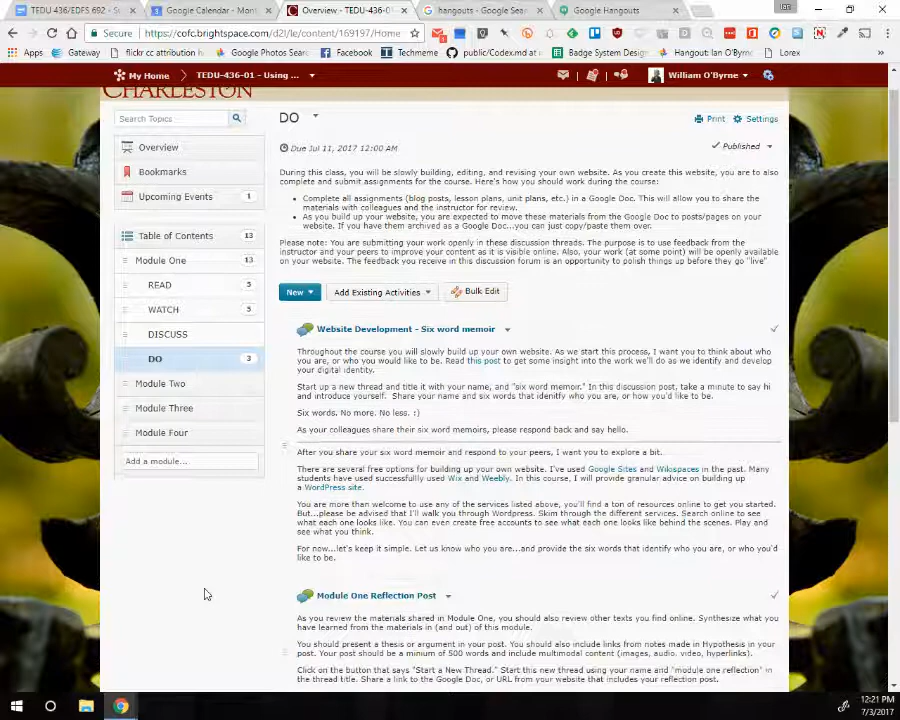 TEDU 436/EDFS 692 : S
Google Calendar - Mont
Overview - TEDU-436-01
hangouts - Google Sear
Google Hangouts
Secure
https://cofc.brightspace.com/d2l/le/content/169197/Home
Apps
Gateway
flickr cc attribution
Google Photos Sear
Facebook
Techmeme
public/Codex.md at
Badge System Desig
Hangout: Ian O'Byrne
Lorex
My Home
TEDU-436-01 - Using ...
William O'Byrne
CHARLESTON
Search Topics
Overview
Bookmarks
Upcoming Events 1
Table of Contents 13
Module One 13
READ 5
WATCH 5
DISCUSS
DO 3
Module Two
Module Three
Module Four
Add a module...
DO
Print Settings
Due Jul 11, 2017 12:00 AM
Published
During this class, you will be slowly building, editing, and revising your own website. As you create this website, you are to also
complete and submit assignments for the course. Here's how you should work during the course:
Complete all assignments (blog posts, lesson plans, unit plans, etc.) in a Google Doc. This will allow you to share the
materials with colleagues and the instructor for review.
As you build up your website, you are expected to move these materials from the Google Doc to posts/pages on your
website. If you have them archived as a Google Doc...you can just copy/paste them over.
Please note: You are submitting your work openly in these discussion threads. The purpose is to use feedback from the
instructor and your peers to improve your content as it is visible online. Also, your work (at some point) will be openly available
on your website. The feedback you receive in this discussion forum is an opportunity to polish things up before they go "live"
New
Add Existing Activities
Bulk Edit
Website Development - Six word memoir
Throughout the course you will slowly build up your own website. As we start this process, I want you to think about who
you are, or who you would like to be. Read this post to get some insight into the work we'll do as we identify and develop
your digital identity.
Start up a new thread and title it with your name, and "six word memoir." In this discussion post, take a minute to say hi
and introduce yourself. Share your name and six words that identify who you are, or how you'd like to be.
Six words. No more. No less. :)
As your colleagues share their six word memoirs, please respond back and say hello.
After you share your six word memoir and respond to your peers, I want you to explore a bit.
There are several free options for building up your own website. I've used Google Sites and Wikispaces in the past. Many
students have used successfullly used Wix and Weebly. In this course, I will provide granular advice on building up
a WordPress site.
You are more than welcome to use any of the services listed above, you'll find a ton of resources online to get you started.
But...please be advised that I'll walk you through Wordpress. Skim through the different services. Search online to see
what each one looks like. You can even create free accounts to see what each one looks like behind the scenes. Play and
see what you think.
For now...let's keep it simple. Let us know who you are...and provide the six words that identify who you are, or who you'd
like to be.
Module One Reflection Post
As you review the materials shared in Module One, you should also review other texts you find online. Synthesize what you
have learned from the materials in (and out) of this module.
You should present a thesis or argument in your post. You should also include links from notes made in Hypothesis in your
post. Your post should be a minium of 500 words and include multimodal content (images, audio. video, hyperlinks).
Click on the button that says "Start a New Thread." Start this new thread using your name and "module one reflection" in
the thread title. Share a link to the Google Doc, or URL from your website that includes your reflection post.
12:21 PM
7/3/2017